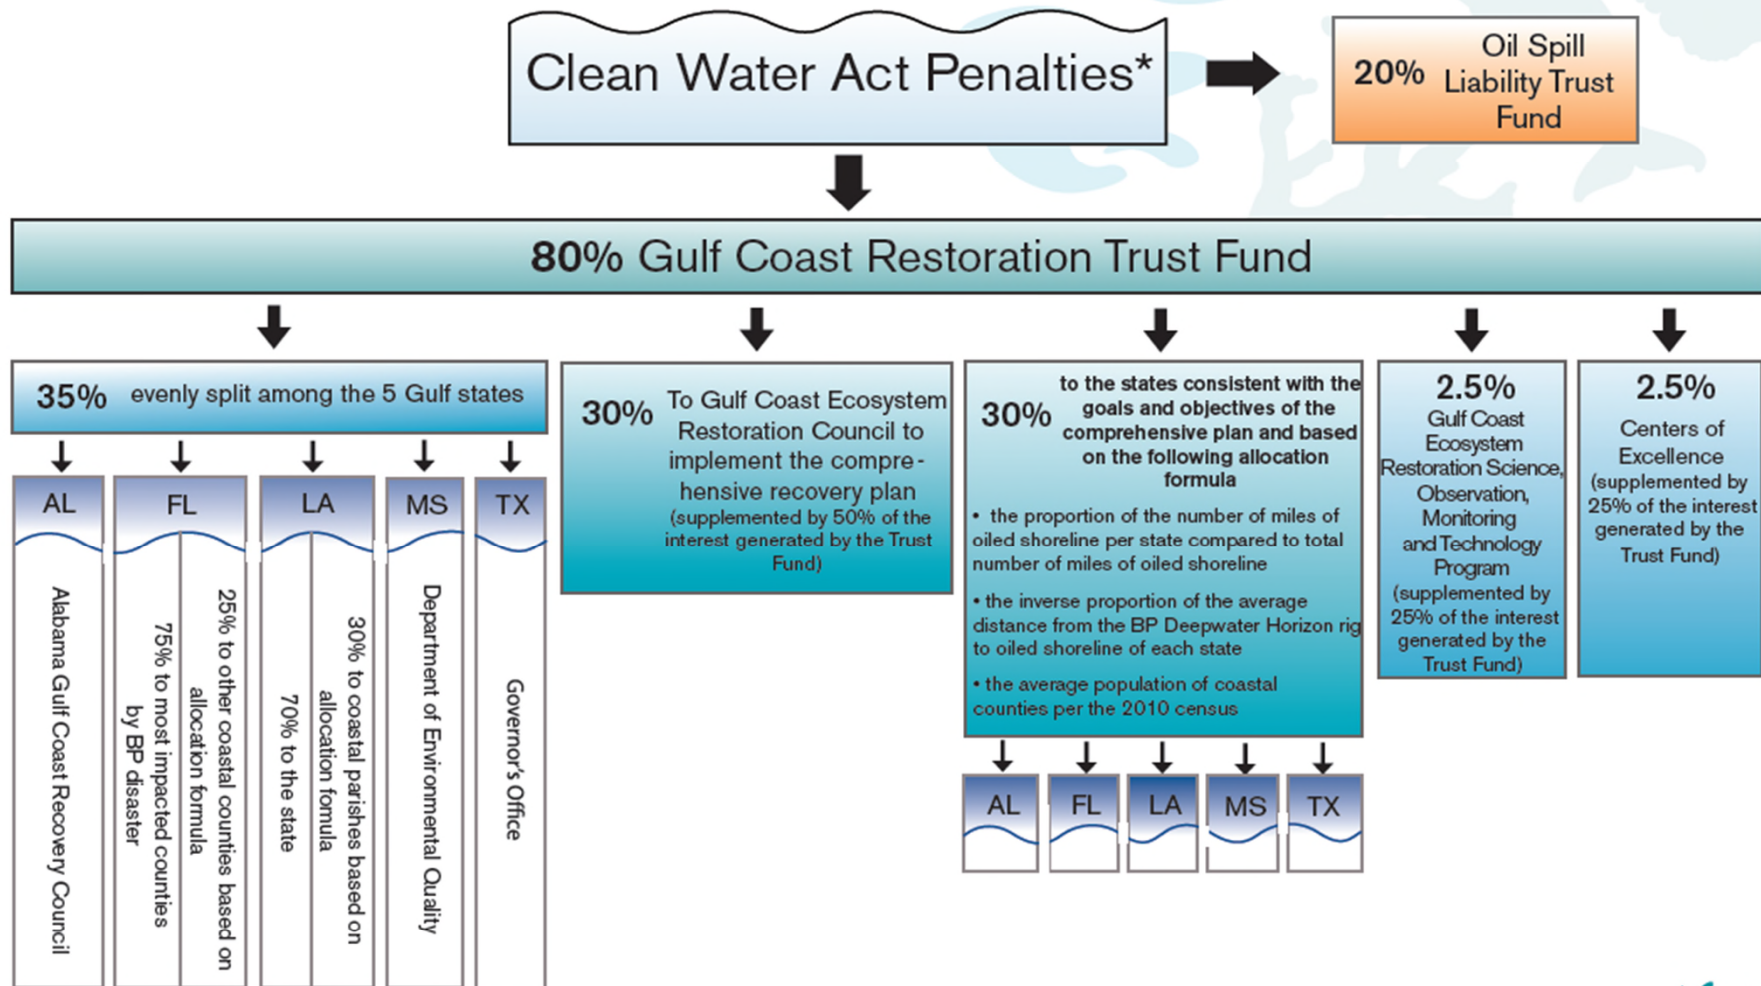 Clean Water Act Penalties*
20%
Oil Spill
Liability Trust
Fund
80% Gulf Coast Restoration Trust Fund
35% evenly split among the 5 Gulf states
AL
Alabama Gulf Coast Recovery Council
FL
75% to most impacted counties
by BP disaster
25% to other coastal counties based on
allocation formula
LA
70% to the state
30% to coastal parishes based on
allocation fomula
MS
Department of Environmental Quality
TX
Governor's Office
30%
To Gulf Coast Ecosystem
Restoration Council to
implement the compre-
hensive recovery plan
(supplemented by 50% of the
interest generated by the Trust
Fund)
30%
to the states consistent with the
goals and objectives of the
comprehensive plan and based
on the following allocation
formula
• the proportion of the number of miles of
oiled shoreline per state compared to total
number of miles of oiled shoreline
• the inverse proportion of the average
distance from the BP Deepwater Horizon rig
to oiled shoreline of each state
• the average population of coastal
counties per the 2010 census
AL
FL
LA
MS
TX
2.5%
Gulf Coast
Ecosystem
Restoration Science,
Observation,
Monitoring
and Technology
Program
(supplemented by
25% of the interest
generated by the
Trust Fund)
2.5%
Centers of
Excellence
(supplemented by
25% of the interest
generated by the
Trust Fund)